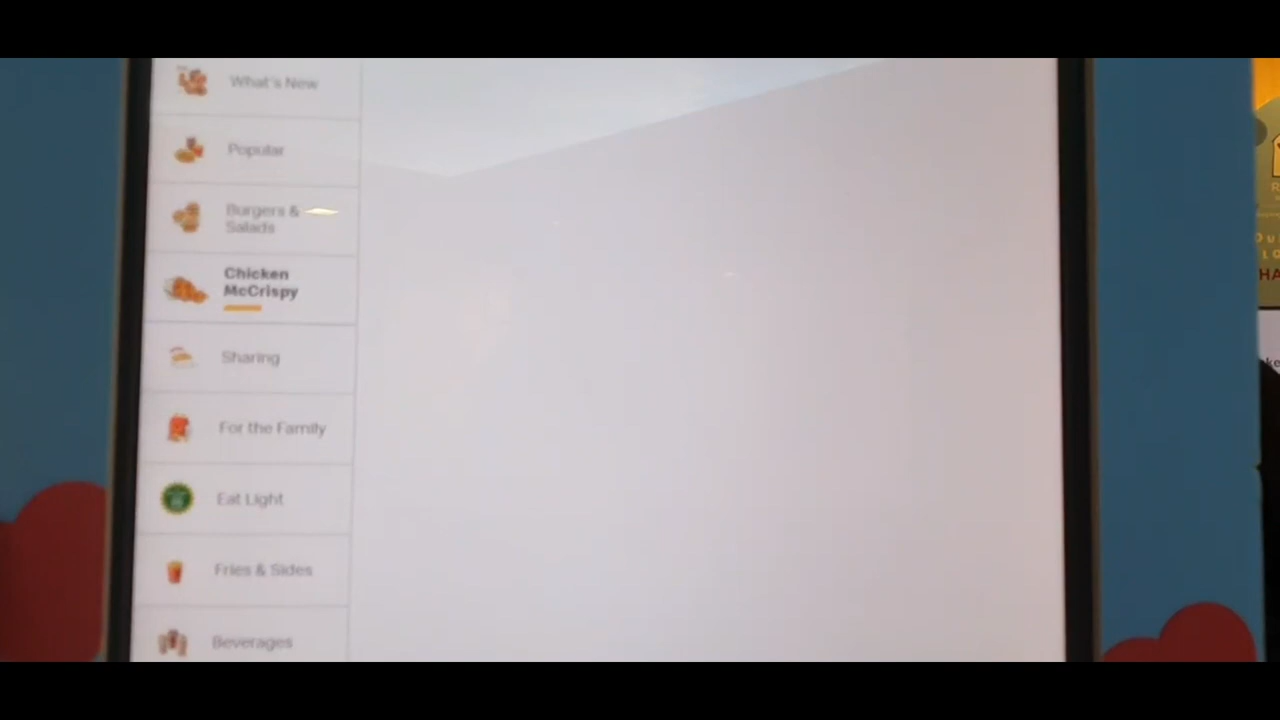 What's New
Popular
Burgers &
Salads
Chicken
McCrispy
Sharing
For the Family
Eat Light
Fries & Sides
Beverages